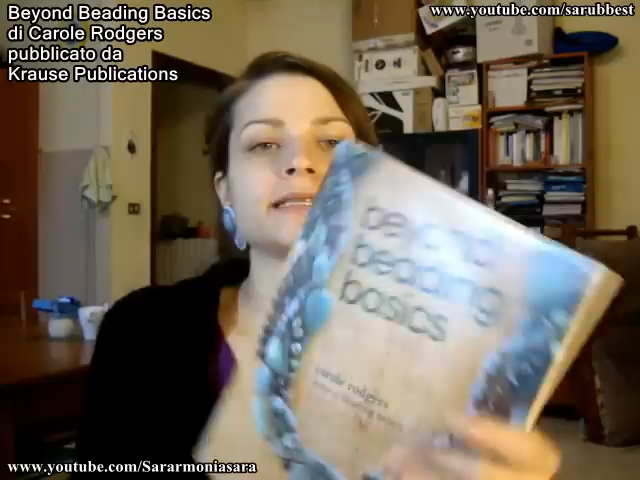 Beyond Beading Basics
di Carole Rodgers
pubblicato da
Krause Publications
www.youtube.com/sarubbest
beyond
beading
basics
carole rodgers
www.youtube.com/Sararmoniasara